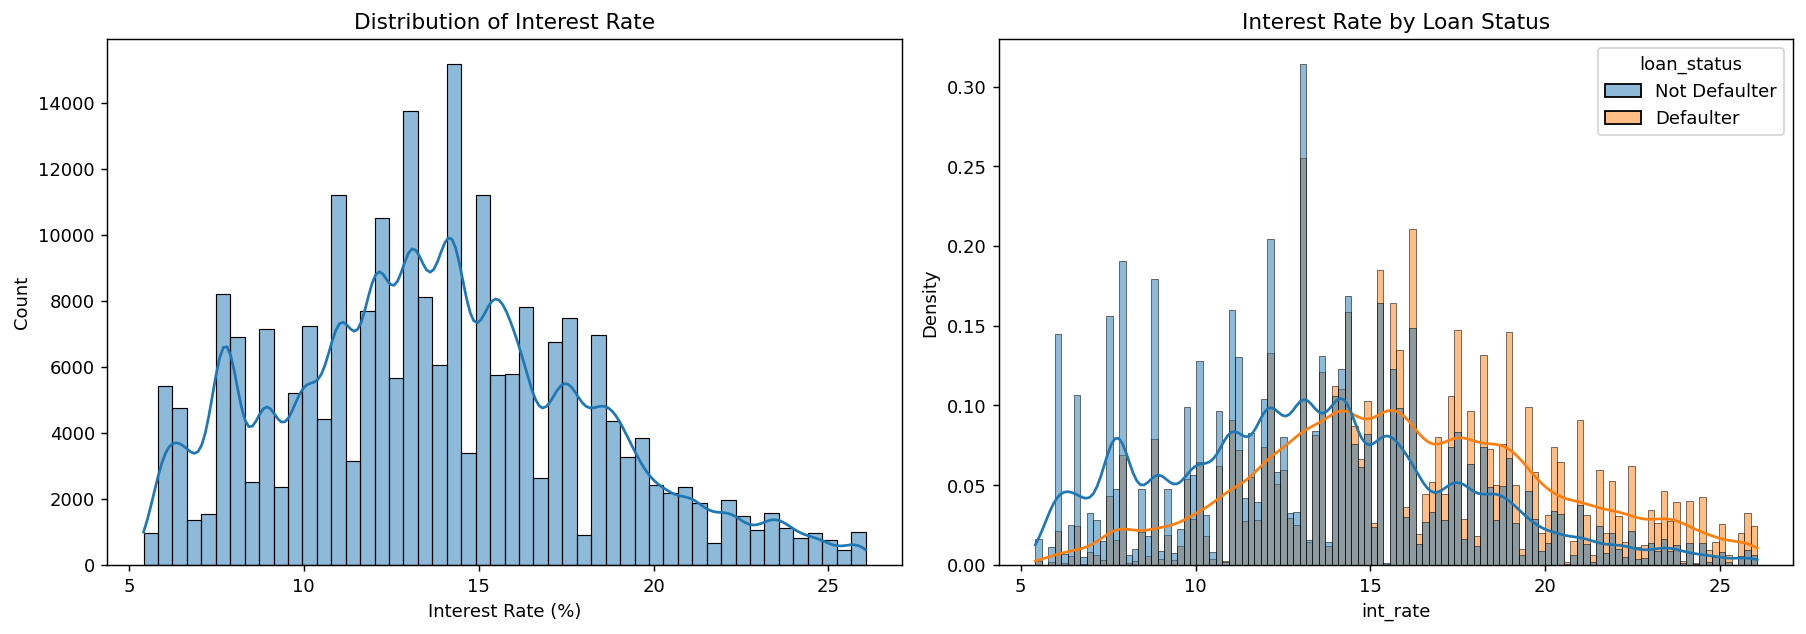 Distribution of Interest Rate
Count
14000
12000
10000
8000
6000
4000
2000
0
5 10 15 20 25
Interest Rate (%)
Interest Rate by Loan Status
Density
0.30
0.25
0.20
0.15
0.10
0.05
0.00
5 10 15 20 25
int_rate
loan_status
Not Defaulter
Defaulter